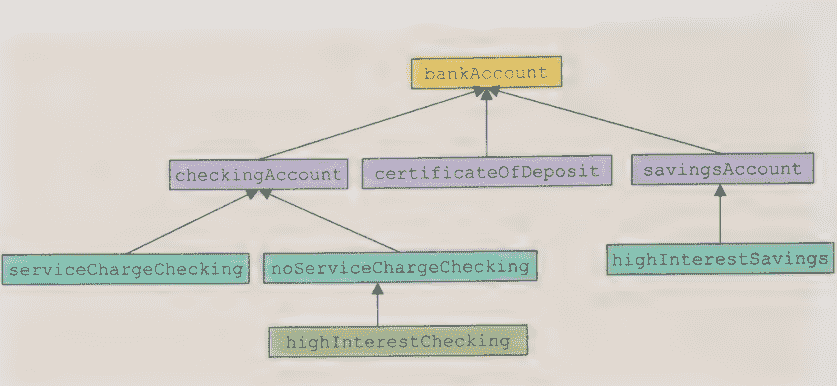 bankAccount
checkingAccount
certificateOfDeposit
savingsAccount
serviceChargeChecking
noServiceChargeChecking
highInterestSavings
highInterestChecking